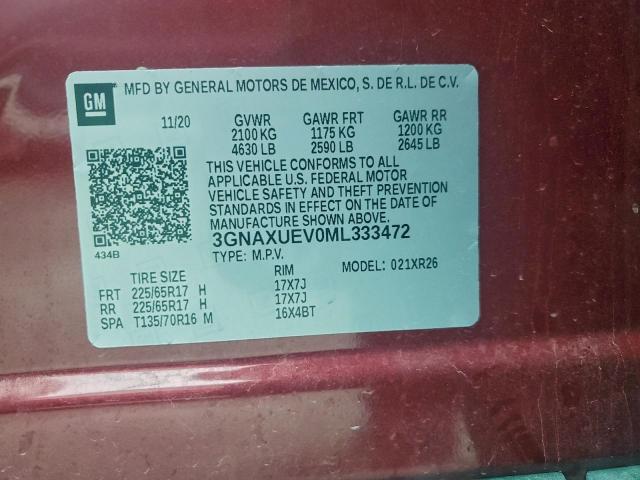 GM
MFD BY GENERAL MOTORS DE MEXICO, S. DE R.L. DE C.V.
11/20 GVWR GAWR FRT GAWR RR
2100 KG 1175 KG 1200 KG
4630 LB 2590 LB 2645 LB
THIS VEHICLE CONFORMS TO ALL
APPLICABLE U.S. FEDERAL MOTOR
VEHICLE SAFETY AND THEFT PREVENTION
STANDARDS IN EFFECT ON THE DATE OF
MANUFACTURE SHOWN ABOVE.
434B
3GNAXUEV0ML333472
TYPE: M.P.V. MODEL: 021XR26
TIRE SIZE RIM
FRT 225/65R17 H 17X7J
RR 225/65R17 H 17X7J
SPA T135/70R16 M 16X4BT